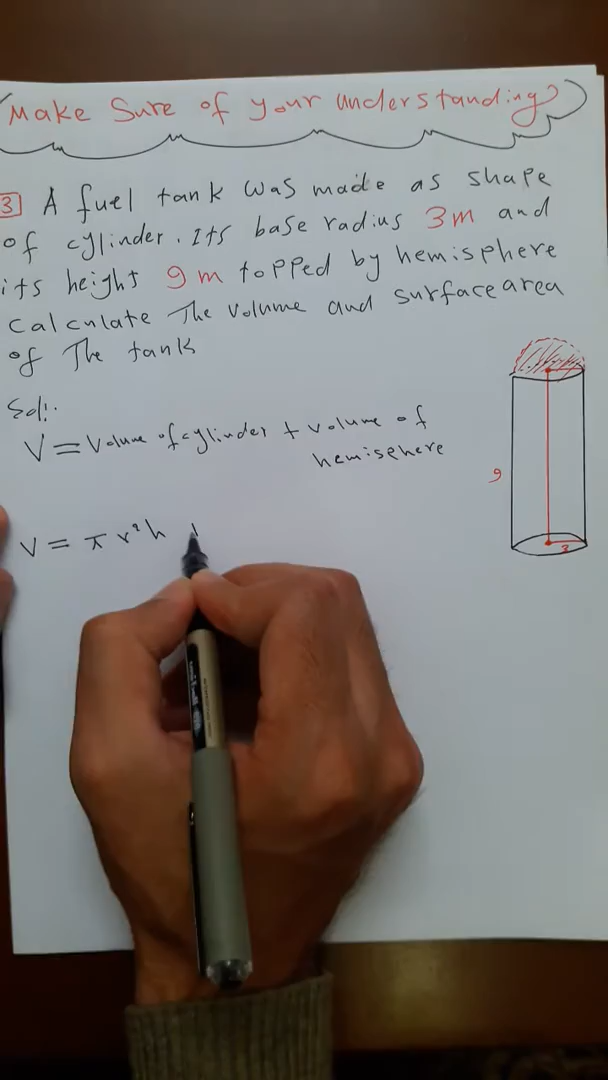 Make Sure of your understanding
3 A fuel tank was made as shape
of cylinder. Its base radius 3m and
its height 9m topped by hemisphere
calculate The volume and surface area
of The tank
Sol:.
V = Volume of cylinder + volume of
hemisehere
9
V = π r² h
3